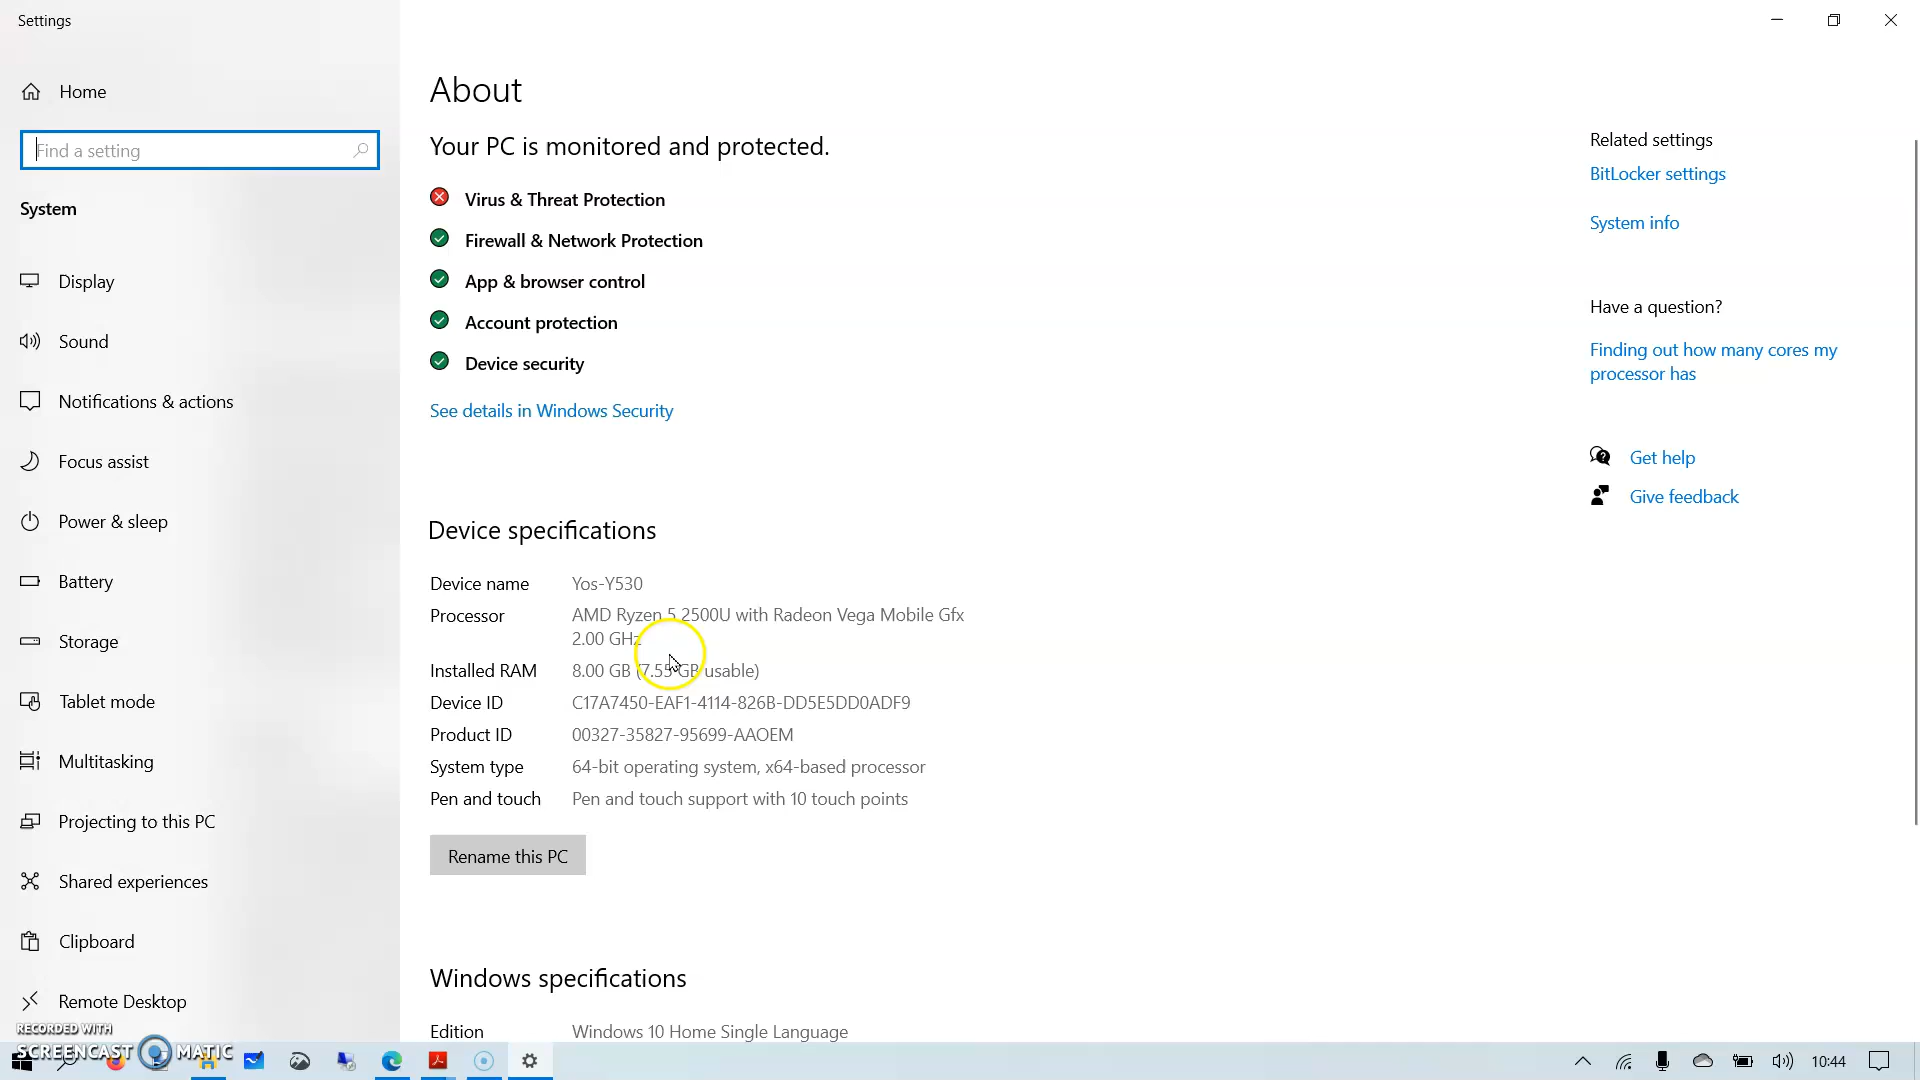 Settings
Home
Find a setting
System
Display
Sound
Notifications & actions
Focus assist
Power & sleep
Battery
Storage
Tablet mode
Multitasking
Projecting to this PC
Shared experiences
Clipboard
Remote Desktop
About
Your PC is monitored and protected.
Virus & Threat Protection
Firewall & Network Protection
App & browser control
Account protection
Device security
See details in Windows Security
Device specifications
Device name Yos-Y530
Processor AMD Ryzen 5 2500U with Radeon Vega Mobile Gfx
2.00 GHz
Installed RAM 8.00 GB (7.55 GB usable)
Device ID C17A7450-EAF1-4114-826B-DD5E5DD0ADF9
Product ID 00327-35827-95699-AAOEM
System type 64-bit operating system, x64-based processor
Pen and touch Pen and touch support with 10 touch points
Rename this PC
Windows specifications
Edition Windows 10 Home Single Language
Related settings
BitLocker settings
System info
Have a question?
Finding out how many cores my
processor has
Get help
Give feedback
RECORDED WITH
SCREENCAST MATIC
10:44